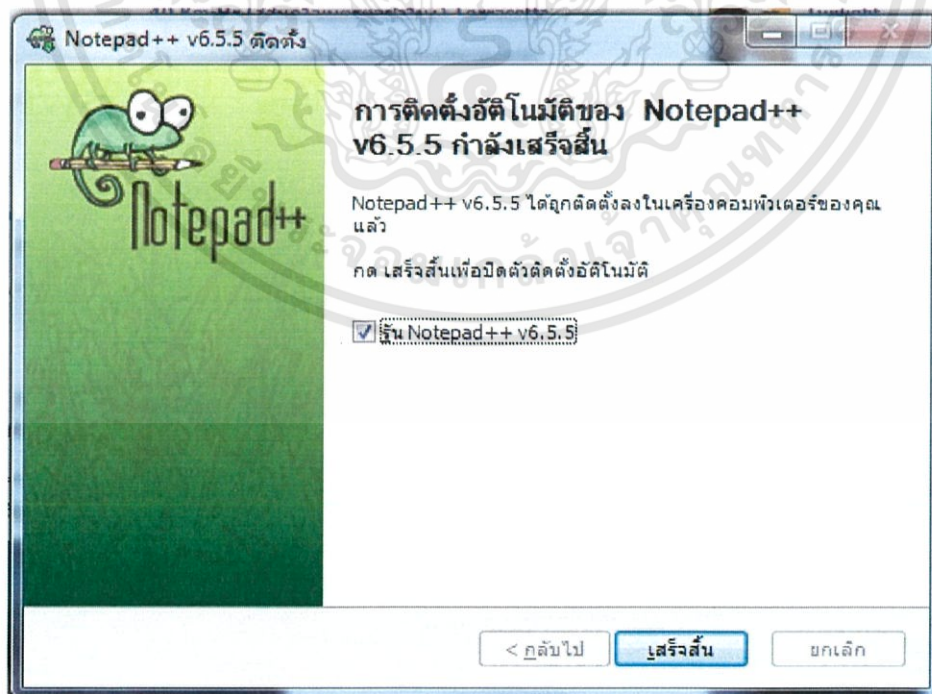 Notepad++ v6.5.5 ติดตั้ง
การติดตั้งอัติโนมัติของ Notepad++
v6.5.5 กำลังเสร็จสิ้น
Notepad++
Notepad++ v6.5.5 ได้ถูกติดตั้งลงในเครื่องคอมพิวเตอร์ของคุณ
แล้ว
กด เสร็จสิ้นเพื่อปิดตัวติดตั้งอัติโนมัติ
รัน Notepad++ v6.5.5
< กลับไป
เสร็จสิ้น
ยกเลิก